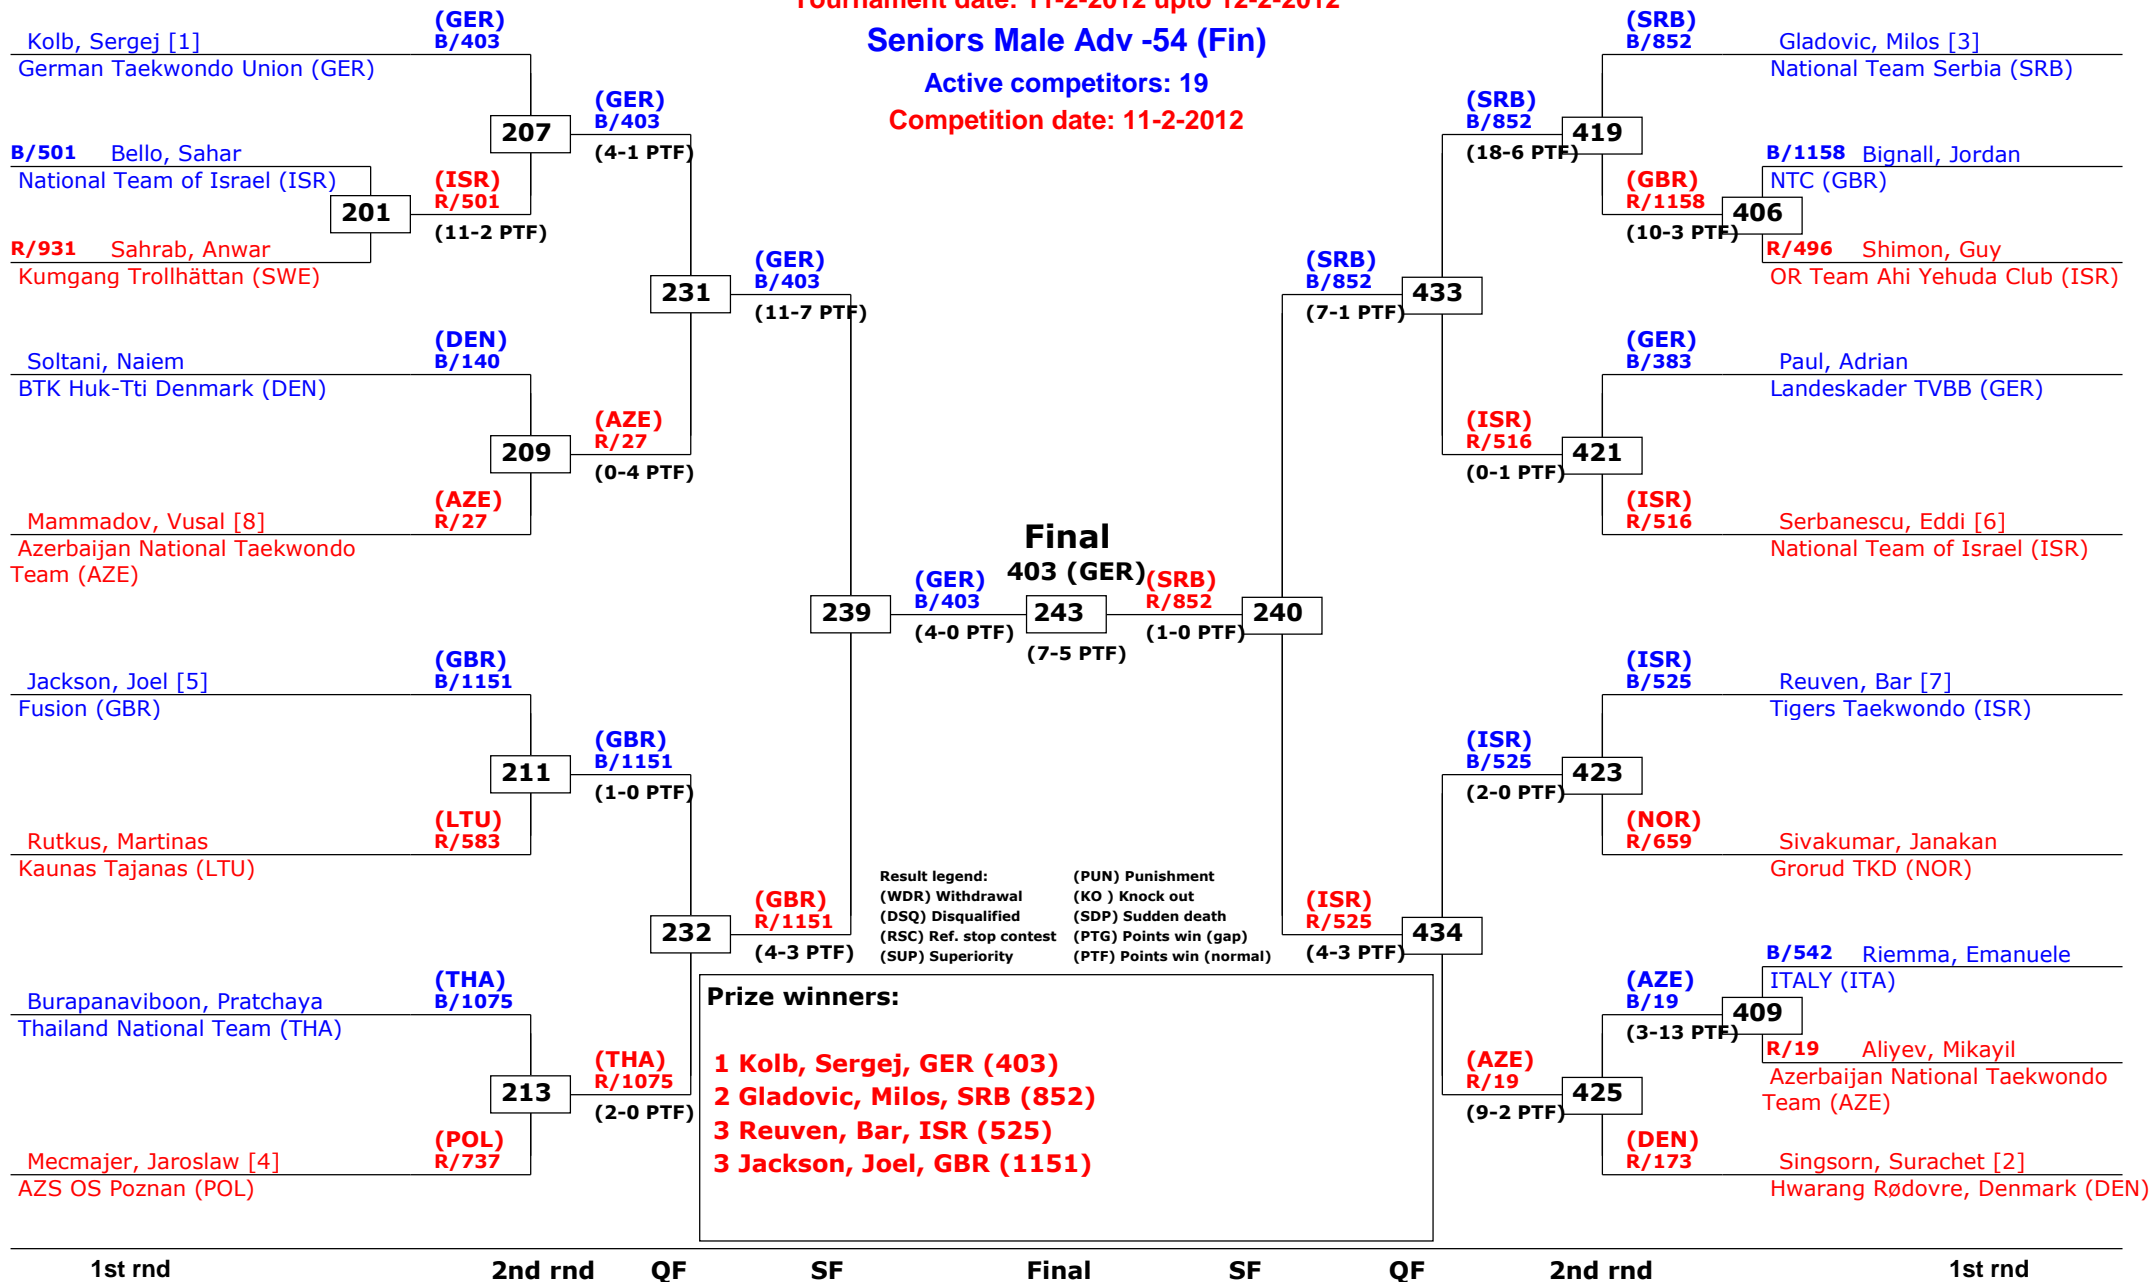 Tournament date: 11-2-2012 upto 12-2-2012
Seniors Male Adv -54 (Fin)
Active competitors: 19
Competition date: 11-2-2012
Kolb, Sergej [1]
German Taekwondo Union (GER)
(GER)
B/403
207
(GER)
B/403
(4-1 PTF)
B/501 Bello, Sahar
National Team of Israel (ISR)
201
(ISR)
R/501
(11-2 PTF)
R/931 Sahrab, Anwar
Kumgang Trollhättan (SWE)
231
(GER)
B/403
(11-7 PTF)
Soltani, Naiem
BTK Huk-Tti Denmark (DEN)
(DEN)
B/140
209
(AZE)
R/27
(0-4 PTF)
Mammadov, Vusal [8]
Azerbaijan National Taekwondo
Team (AZE)
(AZE)
R/27
239
(GER)
B/403
(4-0 PTF)
Jackson, Joel [5]
Fusion (GBR)
(GBR)
B/1151
211
(GBR)
B/1151
(1-0 PTF)
Rutkus, Martinas
Kaunas Tajanas (LTU)
(LTU)
R/583
232
(GBR)
R/1151
(4-3 PTF)
Burapanaviboon, Pratchaya
Thailand National Team (THA)
(THA)
B/1075
213
(THA)
R/1075
(2-0 PTF)
Mecmajer, Jaroslaw [4]
AZS OS Poznan (POL)
(POL)
R/737
Final
403 (GER)
243
(7-5 PTF)
(SRB)
R/852
(1-0 PTF)
240
(SRB)
B/852
Gladovic, Milos [3]
National Team Serbia (SRB)
(SRB)
B/852
(18-6 PTF)
419
B/1158 Bignall, Jordan
NTC (GBR)
(GBR)
R/1158
(10-3 PTF)
406
R/496 Shimon, Guy
OR Team Ahi Yehuda Club (ISR)
(SRB)
B/852
(7-1 PTF)
433
(GER)
B/383
Paul, Adrian
Landeskader TVBB (GER)
(ISR)
R/516
(0-1 PTF)
421
(ISR)
R/516
Serbanescu, Eddi [6]
National Team of Israel (ISR)
(ISR)
B/525
Reuven, Bar [7]
Tigers Taekwondo (ISR)
(ISR)
B/525
(2-0 PTF)
423
(NOR)
R/659
Sivakumar, Janakan
Grorud TKD (NOR)
(ISR)
R/525
(4-3 PTF)
434
B/542 Riemma, Emanuele
ITALY (ITA)
(AZE)
B/19
(3-13 PTF)
409
R/19 Aliyev, Mikayil
Azerbaijan National Taekwondo
Team (AZE)
(AZE)
R/19
(9-2 PTF)
425
(DEN)
R/173
Singsorn, Surachet [2]
Hwarang Rødovre, Denmark (DEN)
Result legend: (PUN) Punishment
(WDR) Withdrawal (KO ) Knock out
(DSQ) Disqualified (SDP) Sudden death
(RSC) Ref. stop contest (PTG) Points win (gap)
(SUP) Superiority (PTF) Points win (normal)
Prize winners:
1 Kolb, Sergej, GER (403)
2 Gladovic, Milos, SRB (852)
3 Reuven, Bar, ISR (525)
3 Jackson, Joel, GBR (1151)
1st rnd 2nd rnd QF SF Final SF QF 2nd rnd 1st rnd